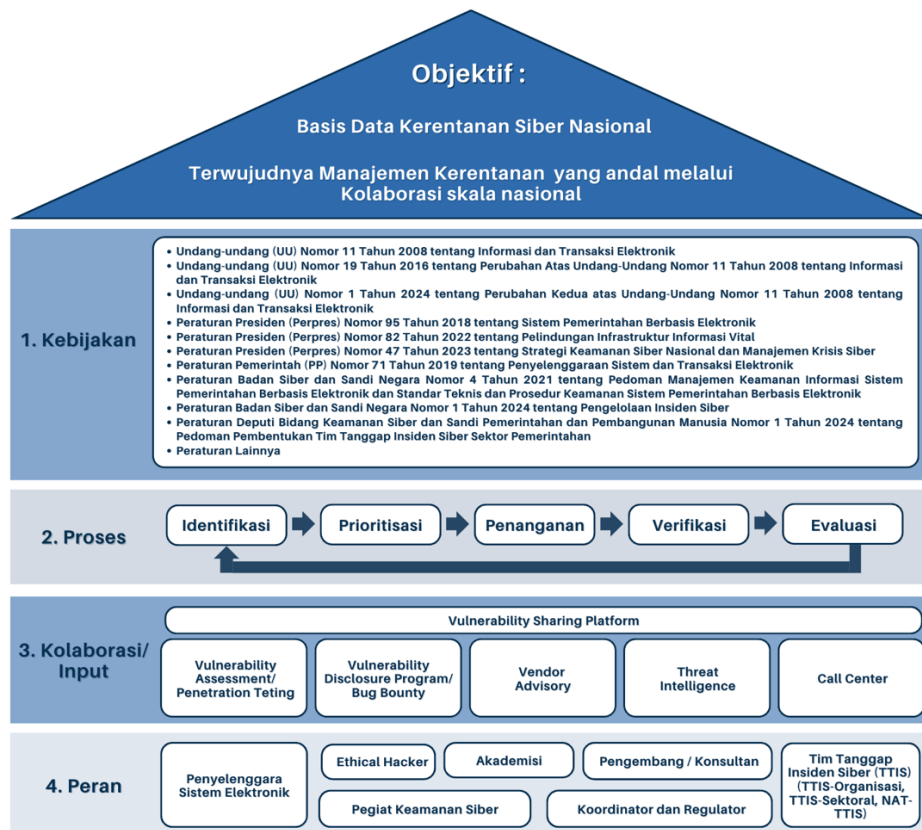 Objektif :
Basis Data Kerentanan Siber Nasional
Terwujudnya Manajemen Kerentanan yang andal melalui
Kolaborasi skala nasional
1. Kebijakan
• Undang-undang (UU) Nomor 11 Tahun 2008 tentang Informasi dan Transaksi Elektronik
• Undang-undang (UU) Nomor 19 Tahun 2016 tentang Perubahan Atas Undang-Undang Nomor 11 Tahun 2008 tentang Informasi
dan Transaksi Elektronik
• Undang-undang (UU) Nomor 1 Tahun 2024 tentang Perubahan Kedua atas Undang-Undang Nomor 11 Tahun 2008 tentang
Informasi dan Transaksi Elektronik
• Peraturan Presiden (Perpres) Nomor 95 Tahun 2018 tentang Sistem Pemerintahan Berbasis Elektronik
• Peraturan Presiden (Perpres) Nomor 82 Tahun 2022 tentang Pelindungan Infrastruktur Informasi Vital
• Peraturan Presiden (Perpres) Nomor 47 Tahun 2023 tentang Strategi Keamanan Siber Nasional dan Manajemen Krisis Siber
• Peraturan Pemerintah (PP) Nomor 71 Tahun 2019 tentang Penyelenggaraan Sistem dan Transaksi Elektronik
• Peraturan Badan Siber dan Sandi Negara Nomor 4 Tahun 2021 tentang Pedoman Manajemen Keamanan Informasi Sistem
Pemerintahan Berbasis Elektronik dan Standar Teknis dan Prosedur Keamanan Sistem Pemerintahan Berbasis Elektronik
• Peraturan Badan Siber dan Sandi Negara Nomor 1 Tahun 2024 tentang Pengelolaan Insiden Siber
• Peraturan Deputi Bidang Keamanan Siber dan Sandi Pemerintahan dan Pembangunan Manusia Nomor 1 Tahun 2024 tentang
Pedoman Pembentukan Tim Tanggap Insiden Siber Sektor Pemerintahan
• Peraturan Lainnya
2. Proses
Identifikasi
Prioritisasi
Penanganan
Verifikasi
Evaluasi
3. Kolaborasi/
Input
Vulnerability Sharing Platform
Vulnerability
Assessment/
Penetration Teting
Vulnerability
Disclosure Program/
Bug Bounty
Vendor
Advisory
Threat
Intelligence
Call Center
4. Peran
Penyelenggara
Sistem Elektronik
Ethical Hacker
Akademisi
Pengembang / Konsultan
Pegiat Keamanan Siber
Koordinator dan Regulator
Tim Tanggap
Insiden Siber (TTIS)
(TTIS-Organisasi,
TTIS-Sektoral, NAT-
TTIS)